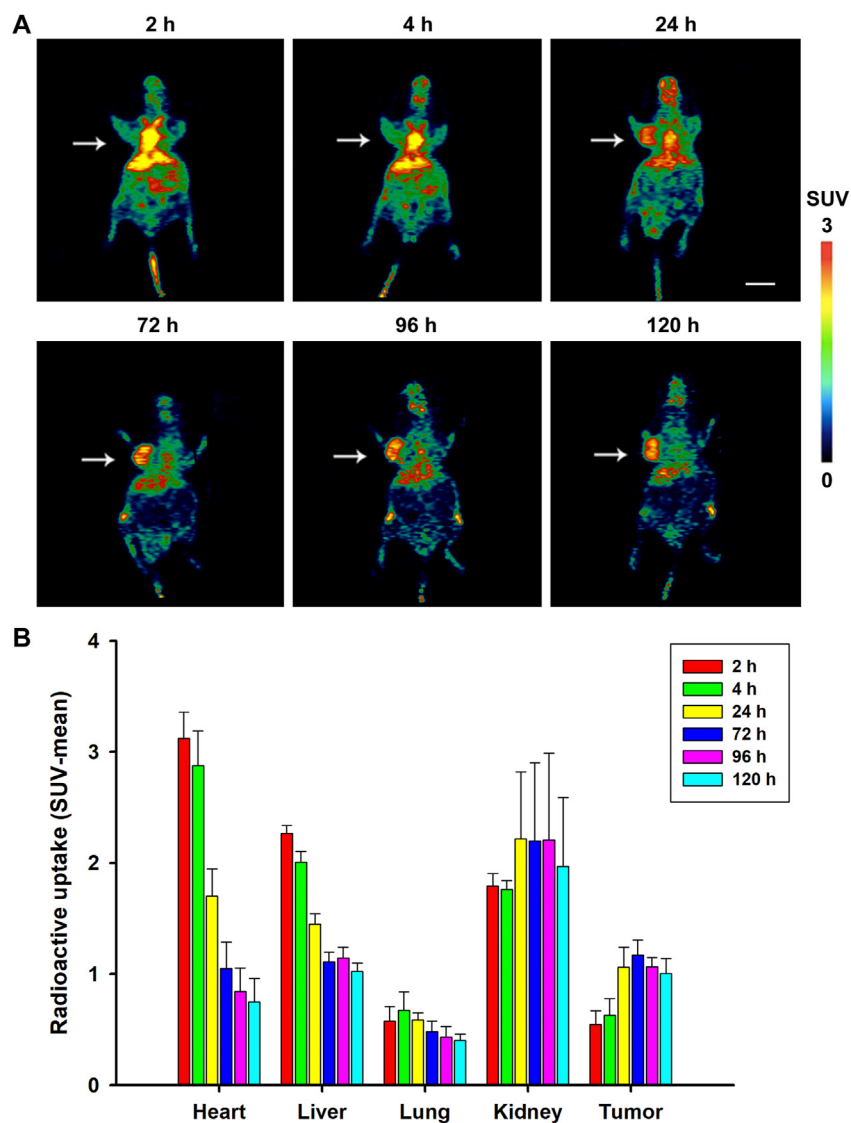 A
2 h
4 h
24 h
SUV
3
0
72 h
96 h
120 h
B
Radioactive uptake (SUV-mean)
4
3
2
1
0
2 h
4 h
24 h
72 h
96 h
120 h
Heart Liver Lung Kidney Tumor